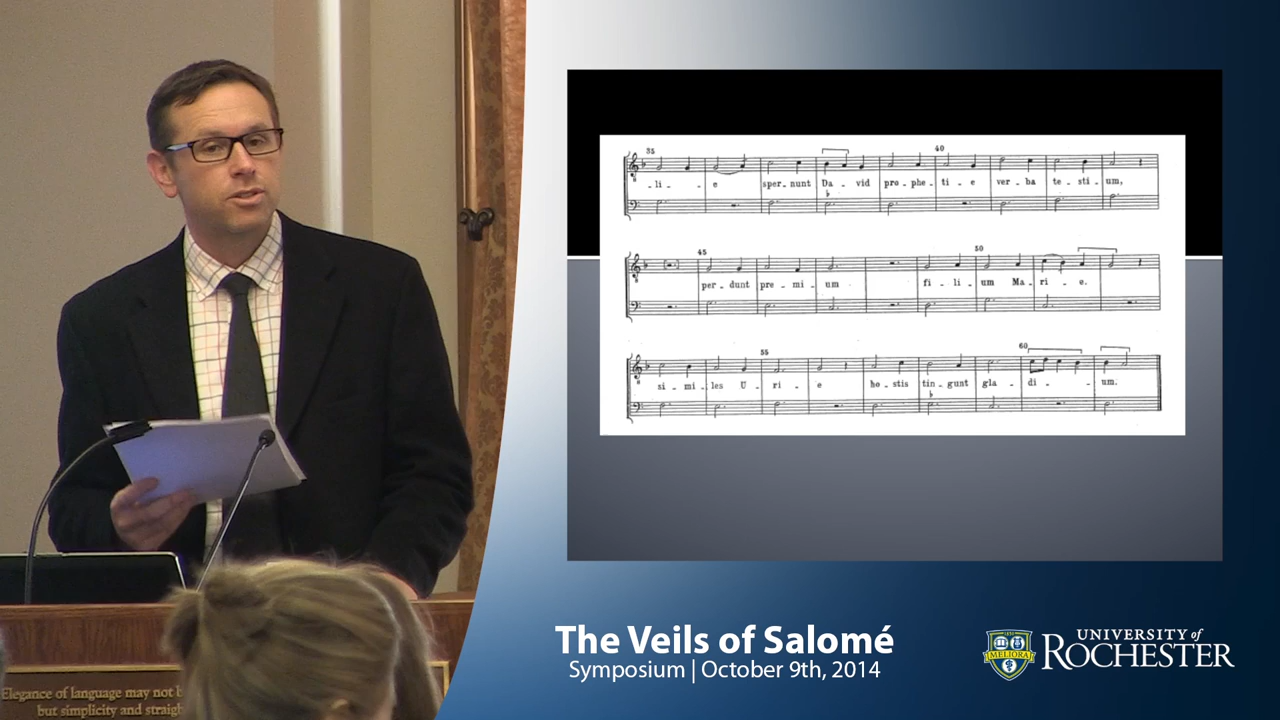 35 40
- li - e sper - nunt Da - vid pro - phe - ti - e ver - ba te - sti - um,
45 50
per - dunt pre - mi - um fi - li - um Ma - ri - e.
55 60
si - mi - les U - ri - e ho - stis tin - gunt gla - di - um.
The Veils of Salomé
Symposium | October 9th, 2014
MELIORA
UNIVERSITY of
ROCHESTER
Elegance of language may not
but simplicity and